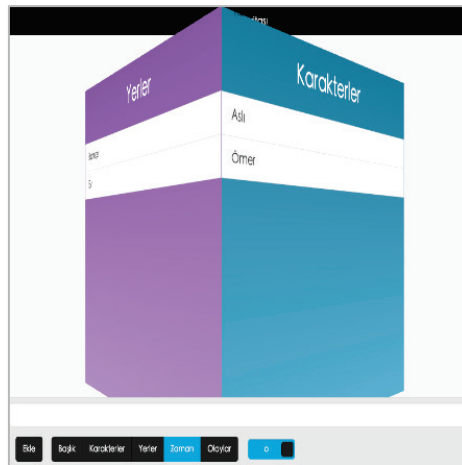 Yerler
Karakterler
Aslı
Ömer
Ekle Başlık Karakterler Yerler Zaman Olaylar